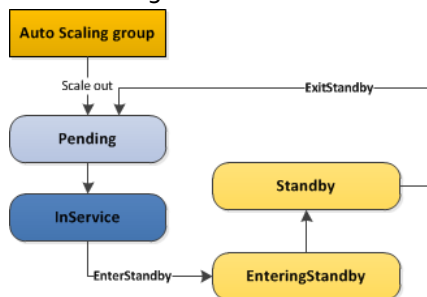 Auto Scaling group
Scale out
ExitStandby
Pending
Standby
InService
EnterStandby
EnteringStandby